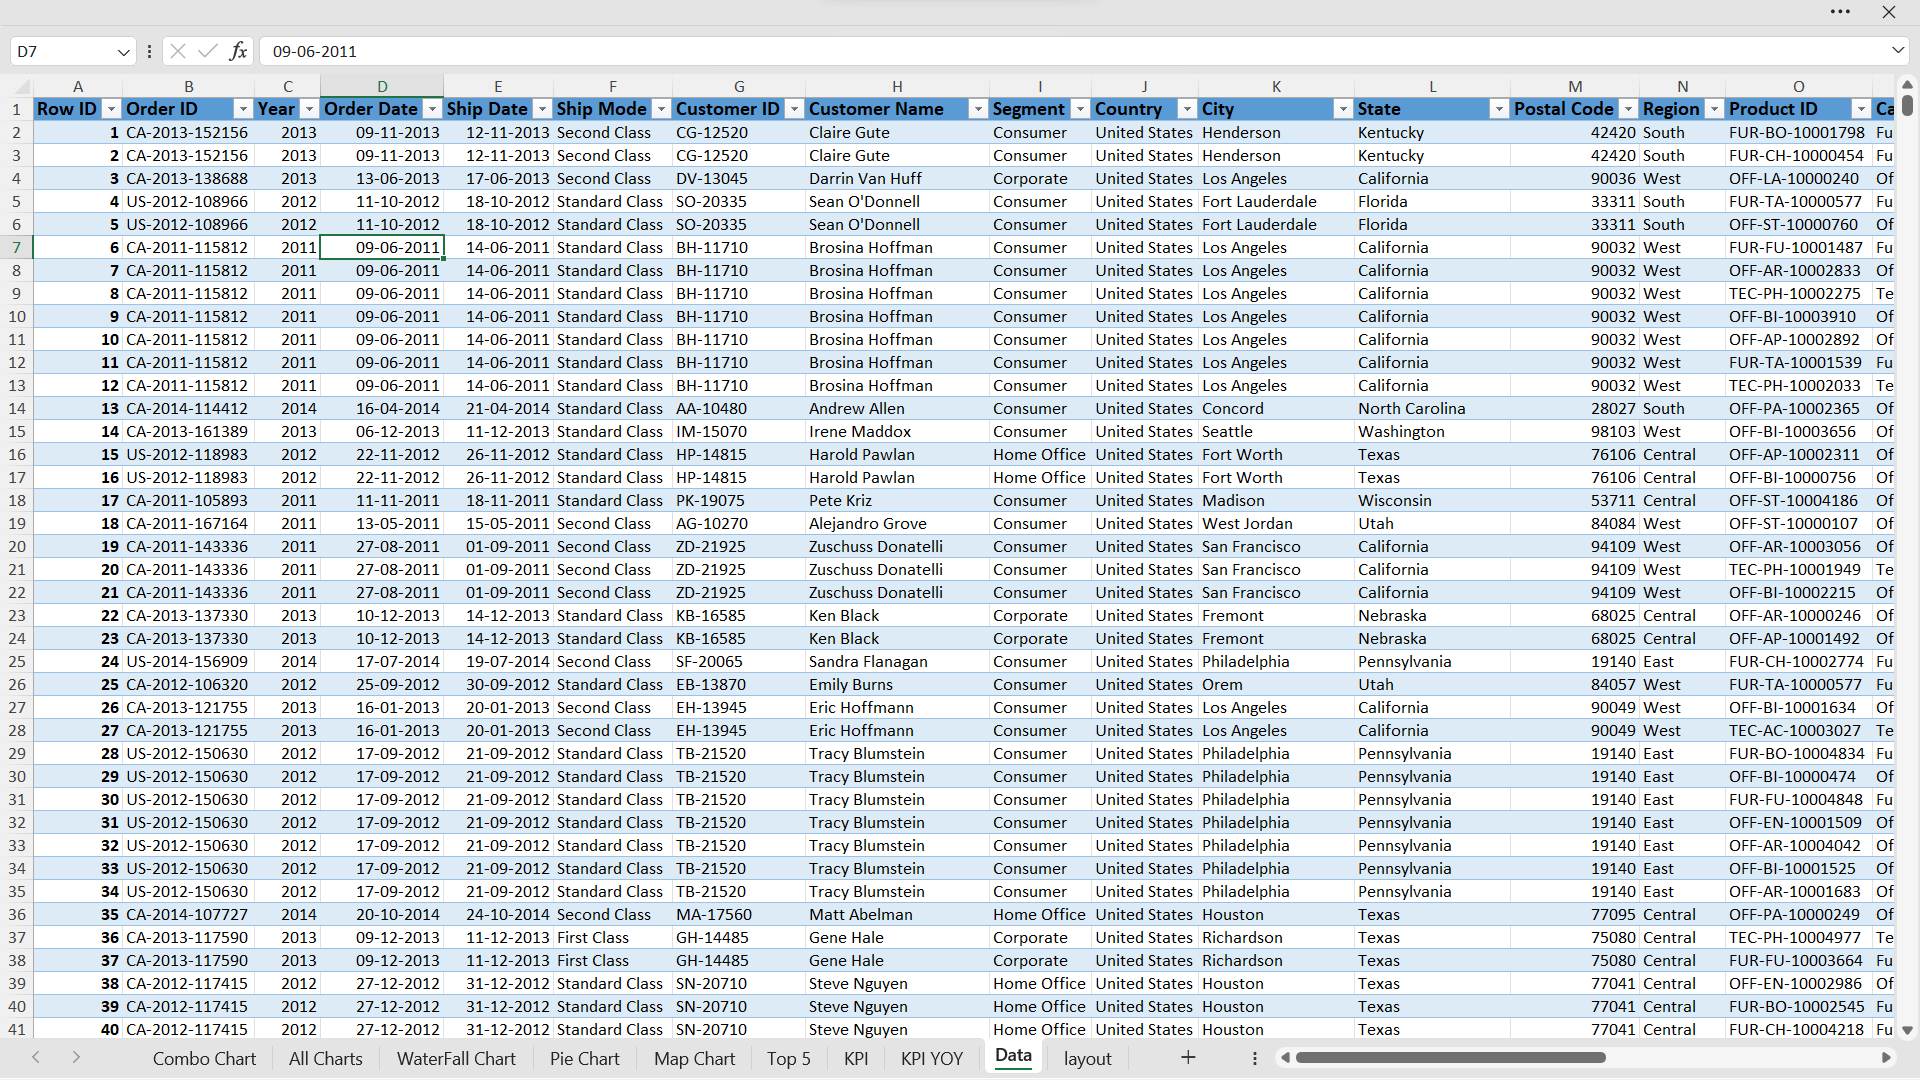 D7 fx 09-06-2011
A B C D E F G H I J K L M N O
1 Row ID Order ID Year Order Date Ship Date Ship Mode Customer ID Customer Name Segment Country City State Postal Code Region Product ID Ca
2 1 CA-2013-152156 2013 09-11-2013 12-11-2013 Second Class CG-12520 Claire Gute Consumer United States Henderson Kentucky 42420 South FUR-BO-10001798 Fu
3 2 CA-2013-152156 2013 09-11-2013 12-11-2013 Second Class CG-12520 Claire Gute Consumer United States Henderson Kentucky 42420 South FUR-CH-10000454 Fu
4 3 CA-2013-138688 2013 13-06-2013 17-06-2013 Second Class DV-13045 Darrin Van Huff Corporate United States Los Angeles California 90036 West OFF-LA-10000240 Of
5 4 US-2012-108966 2012 11-10-2012 18-10-2012 Standard Class SO-20335 Sean O'Donnell Consumer United States Fort Lauderdale Florida 33311 South FUR-TA-10000577 Fu
6 5 US-2012-108966 2012 11-10-2012 18-10-2012 Standard Class SO-20335 Sean O'Donnell Consumer United States Fort Lauderdale Florida 33311 South OFF-ST-10000760 Of
7 6 CA-2011-115812 2011 09-06-2011 14-06-2011 Standard Class BH-11710 Brosina Hoffman Consumer United States Los Angeles California 90032 West FUR-FU-10001487 Fu
8 7 CA-2011-115812 2011 09-06-2011 14-06-2011 Standard Class BH-11710 Brosina Hoffman Consumer United States Los Angeles California 90032 West OFF-AR-10002833 Of
9 8 CA-2011-115812 2011 09-06-2011 14-06-2011 Standard Class BH-11710 Brosina Hoffman Consumer United States Los Angeles California 90032 West TEC-PH-10002275 Te
10 9 CA-2011-115812 2011 09-06-2011 14-06-2011 Standard Class BH-11710 Brosina Hoffman Consumer United States Los Angeles California 90032 West OFF-BI-10003910 Of
11 10 CA-2011-115812 2011 09-06-2011 14-06-2011 Standard Class BH-11710 Brosina Hoffman Consumer United States Los Angeles California 90032 West OFF-AP-10002892 Of
12 11 CA-2011-115812 2011 09-06-2011 14-06-2011 Standard Class BH-11710 Brosina Hoffman Consumer United States Los Angeles California 90032 West FUR-TA-10001539 Fu
13 12 CA-2011-115812 2011 09-06-2011 14-06-2011 Standard Class BH-11710 Brosina Hoffman Consumer United States Los Angeles California 90032 West TEC-PH-10002033 Te
14 13 CA-2014-114412 2014 16-04-2014 21-04-2014 Standard Class AA-10480 Andrew Allen Consumer United States Concord North Carolina 28027 South OFF-PA-10002365 Of
15 14 CA-2013-161389 2013 06-12-2013 11-12-2013 Standard Class IM-15070 Irene Maddox Consumer United States Seattle Washington 98103 West OFF-BI-10003656 Of
16 15 US-2012-118983 2012 22-11-2012 26-11-2012 Standard Class HP-14815 Harold Pawlan Home Office United States Fort Worth Texas 76106 Central OFF-AP-10002311 Of
17 16 US-2012-118983 2012 22-11-2012 26-11-2012 Standard Class HP-14815 Harold Pawlan Home Office United States Fort Worth Texas 76106 Central OFF-BI-10000756 Of
18 17 CA-2011-105893 2011 11-11-2011 18-11-2011 Standard Class PK-19075 Pete Kriz Consumer United States Madison Wisconsin 53711 Central OFF-ST-10004186 Of
19 18 CA-2011-167164 2011 13-05-2011 15-05-2011 Second Class AG-10270 Alejandro Grove Consumer United States West Jordan Utah 84084 West OFF-ST-10000107 Of
20 19 CA-2011-143336 2011 27-08-2011 01-09-2011 Second Class ZD-21925 Zuschuss Donatelli Consumer United States San Francisco California 94109 West OFF-AR-10003056 Of
21 20 CA-2011-143336 2011 27-08-2011 01-09-2011 Second Class ZD-21925 Zuschuss Donatelli Consumer United States San Francisco California 94109 West TEC-PH-10001949 Te
22 21 CA-2011-143336 2011 27-08-2011 01-09-2011 Second Class ZD-21925 Zuschuss Donatelli Consumer United States San Francisco California 94109 West OFF-BI-10002215 Of
23 22 CA-2013-137330 2013 10-12-2013 14-12-2013 Standard Class KB-16585 Ken Black Corporate United States Fremont Nebraska 68025 Central OFF-AR-10000246 Of
24 23 CA-2013-137330 2013 10-12-2013 14-12-2013 Standard Class KB-16585 Ken Black Corporate United States Fremont Nebraska 68025 Central OFF-AP-10001492 Of
25 24 US-2014-156909 2014 17-07-2014 19-07-2014 Second Class SF-20065 Sandra Flanagan Consumer United States Philadelphia Pennsylvania 19140 East FUR-CH-10002774 Fu
26 25 CA-2012-106320 2012 25-09-2012 30-09-2012 Standard Class EB-13870 Emily Burns Consumer United States Orem Utah 84057 West FUR-TA-10000577 Fu
27 26 CA-2013-121755 2013 16-01-2013 20-01-2013 Second Class EH-13945 Eric Hoffmann Consumer United States Los Angeles California 90049 West OFF-BI-10001634 Of
28 27 CA-2013-121755 2013 16-01-2013 20-01-2013 Second Class EH-13945 Eric Hoffmann Consumer United States Los Angeles California 90049 West TEC-AC-10003027 Te
29 28 US-2012-150630 2012 17-09-2012 21-09-2012 Standard Class TB-21520 Tracy Blumstein Consumer United States Philadelphia Pennsylvania 19140 East FUR-BO-10004834 Fu
30 29 US-2012-150630 2012 17-09-2012 21-09-2012 Standard Class TB-21520 Tracy Blumstein Consumer United States Philadelphia Pennsylvania 19140 East OFF-BI-10000474 Of
31 30 US-2012-150630 2012 17-09-2012 21-09-2012 Standard Class TB-21520 Tracy Blumstein Consumer United States Philadelphia Pennsylvania 19140 East FUR-FU-10004848 Fu
32 31 US-2012-150630 2012 17-09-2012 21-09-2012 Standard Class TB-21520 Tracy Blumstein Consumer United States Philadelphia Pennsylvania 19140 East OFF-EN-10001509 Of
33 32 US-2012-150630 2012 17-09-2012 21-09-2012 Standard Class TB-21520 Tracy Blumstein Consumer United States Philadelphia Pennsylvania 19140 East OFF-AR-10004042 Of
34 33 US-2012-150630 2012 17-09-2012 21-09-2012 Standard Class TB-21520 Tracy Blumstein Consumer United States Philadelphia Pennsylvania 19140 East OFF-BI-10001525 Of
35 34 US-2012-150630 2012 17-09-2012 21-09-2012 Standard Class TB-21520 Tracy Blumstein Consumer United States Philadelphia Pennsylvania 19140 East OFF-AR-10001683 Of
36 35 CA-2014-107727 2014 20-10-2014 24-10-2014 Second Class MA-17560 Matt Abelman Home Office United States Houston Texas 77095 Central OFF-PA-10000249 Of
37 36 CA-2013-117590 2013 09-12-2013 11-12-2013 First Class GH-14485 Gene Hale Corporate United States Richardson Texas 75080 Central TEC-PH-10004977 Te
38 37 CA-2013-117590 2013 09-12-2013 11-12-2013 First Class GH-14485 Gene Hale Corporate United States Richardson Texas 75080 Central FUR-FU-10003664 Fu
39 38 CA-2012-117415 2012 27-12-2012 31-12-2012 Standard Class SN-20710 Steve Nguyen Home Office United States Houston Texas 77041 Central OFF-EN-10002986 Of
40 39 CA-2012-117415 2012 27-12-2012 31-12-2012 Standard Class SN-20710 Steve Nguyen Home Office United States Houston Texas 77041 Central FUR-BO-10002545 Fu
41 40 CA-2012-117415 2012 27-12-2012 31-12-2012 Standard Class SN-20710 Steve Nguyen Home Office United States Houston Texas 77041 Central FUR-CH-10004218 Fu
Combo Chart All Charts WaterFall Chart Pie Chart Map Chart Top 5 KPI KPI YOY Data layout